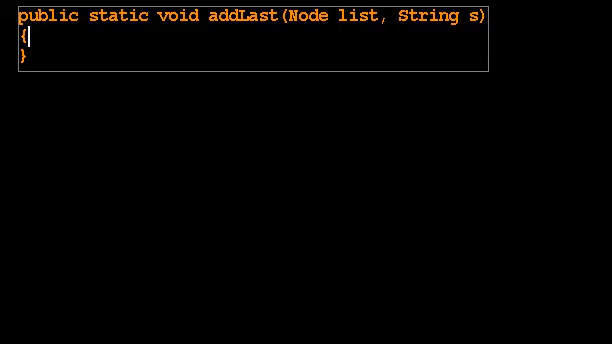 public static void addLast(Node list, String s)
{
}